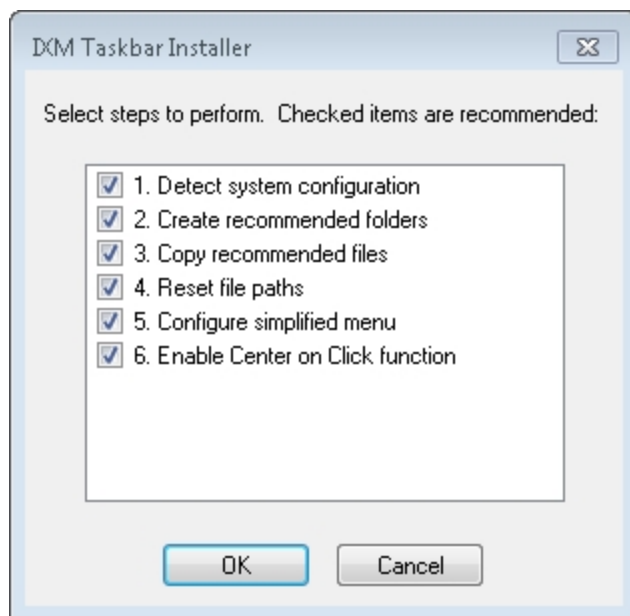 IXM Taskbar Installer
Select steps to perform.  Checked items are recommended:
1. Detect system configuration
2. Create recommended folders
3. Copy recommended files
4. Reset file paths
5. Configure simplified menu
6. Enable Center on Click function
OK
Cancel